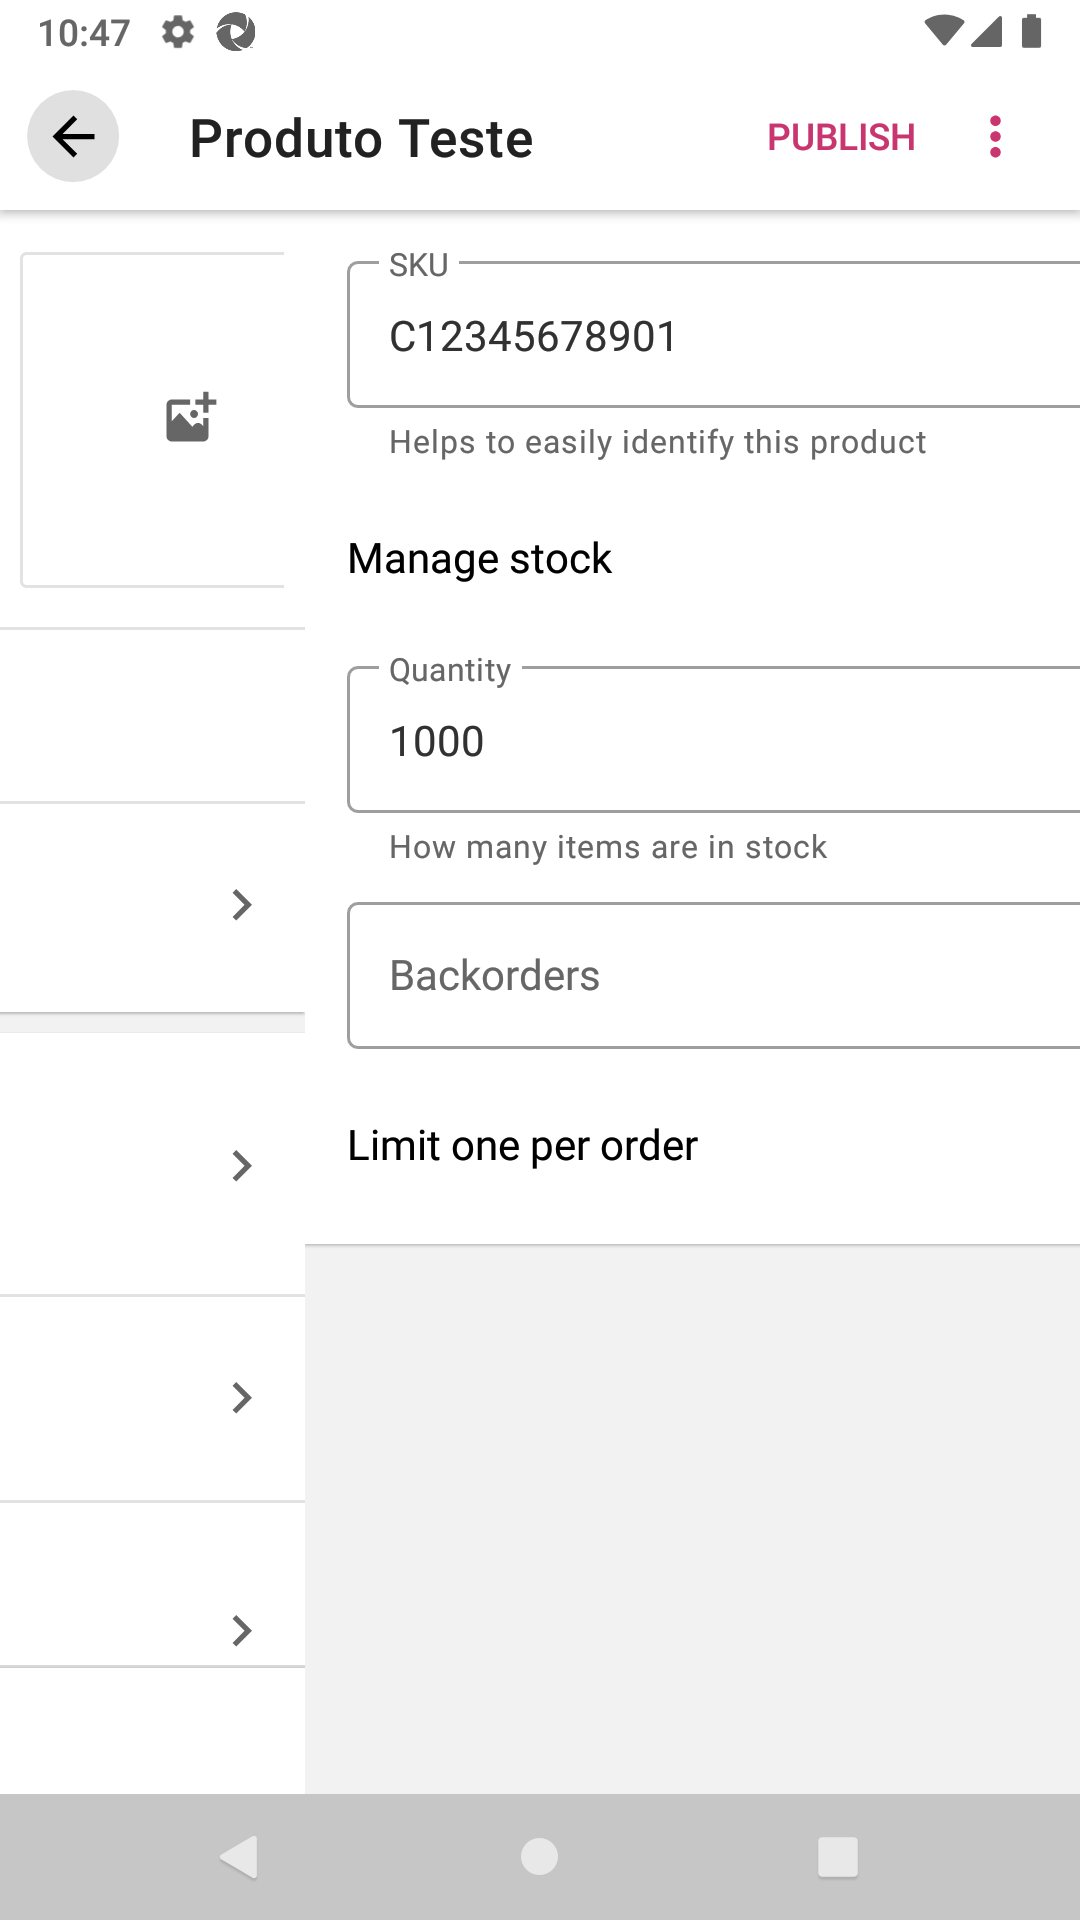 10:47
Produto Teste
PUBLISH
SKU
C12345678901
Helps to easily identify this product
Manage stock
Quantity
1000
How many items are in stock
Backorders
Limit one per order